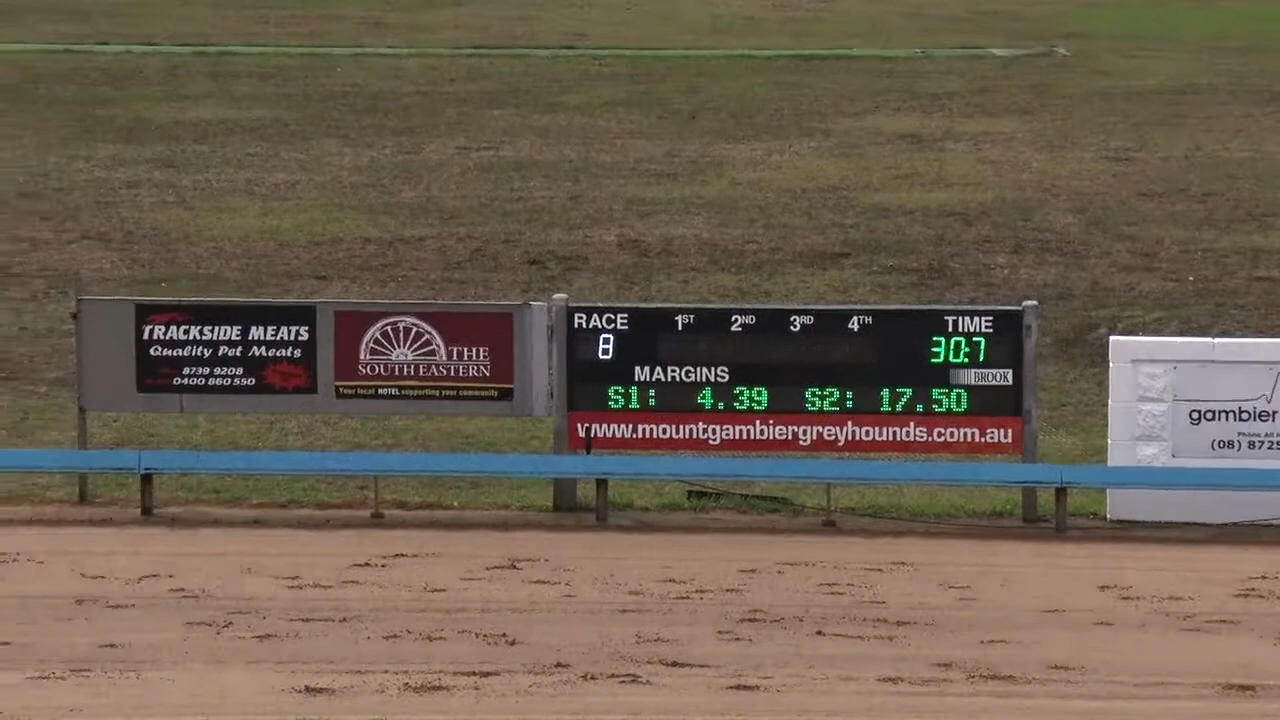 TRACKSIDE MEATS
Quality Pet Meats
8739 9208
0400 860 550
THE
SOUTH EASTERN
Your local HOTEL supporting your community
RACE 1ST 2ND 3RD 4TH TIME
8 30:7
MARGINS BROOK
S1: 4.39 S2: 17.50
www.mountgambiergreyhounds.com.au
gambier
(08) 8725